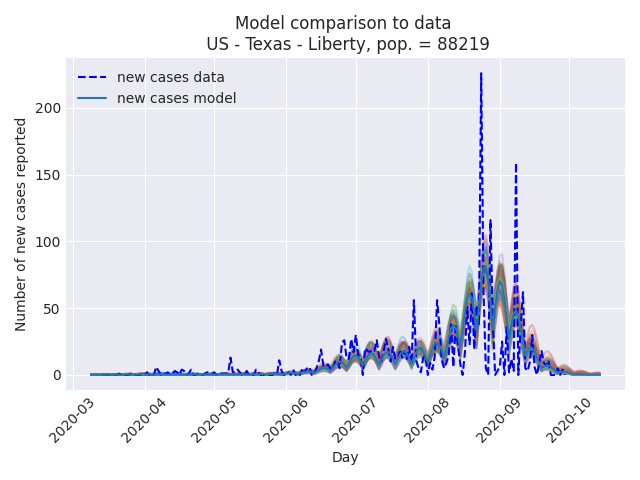 Model comparison to data
US - Texas - Liberty, pop. = 88219
new cases data
new cases model
Number of new cases reported
200
150
100
50
0
2020-03
2020-04
2020-05
2020-06
2020-07
2020-08
2020-09
2020-10
Day